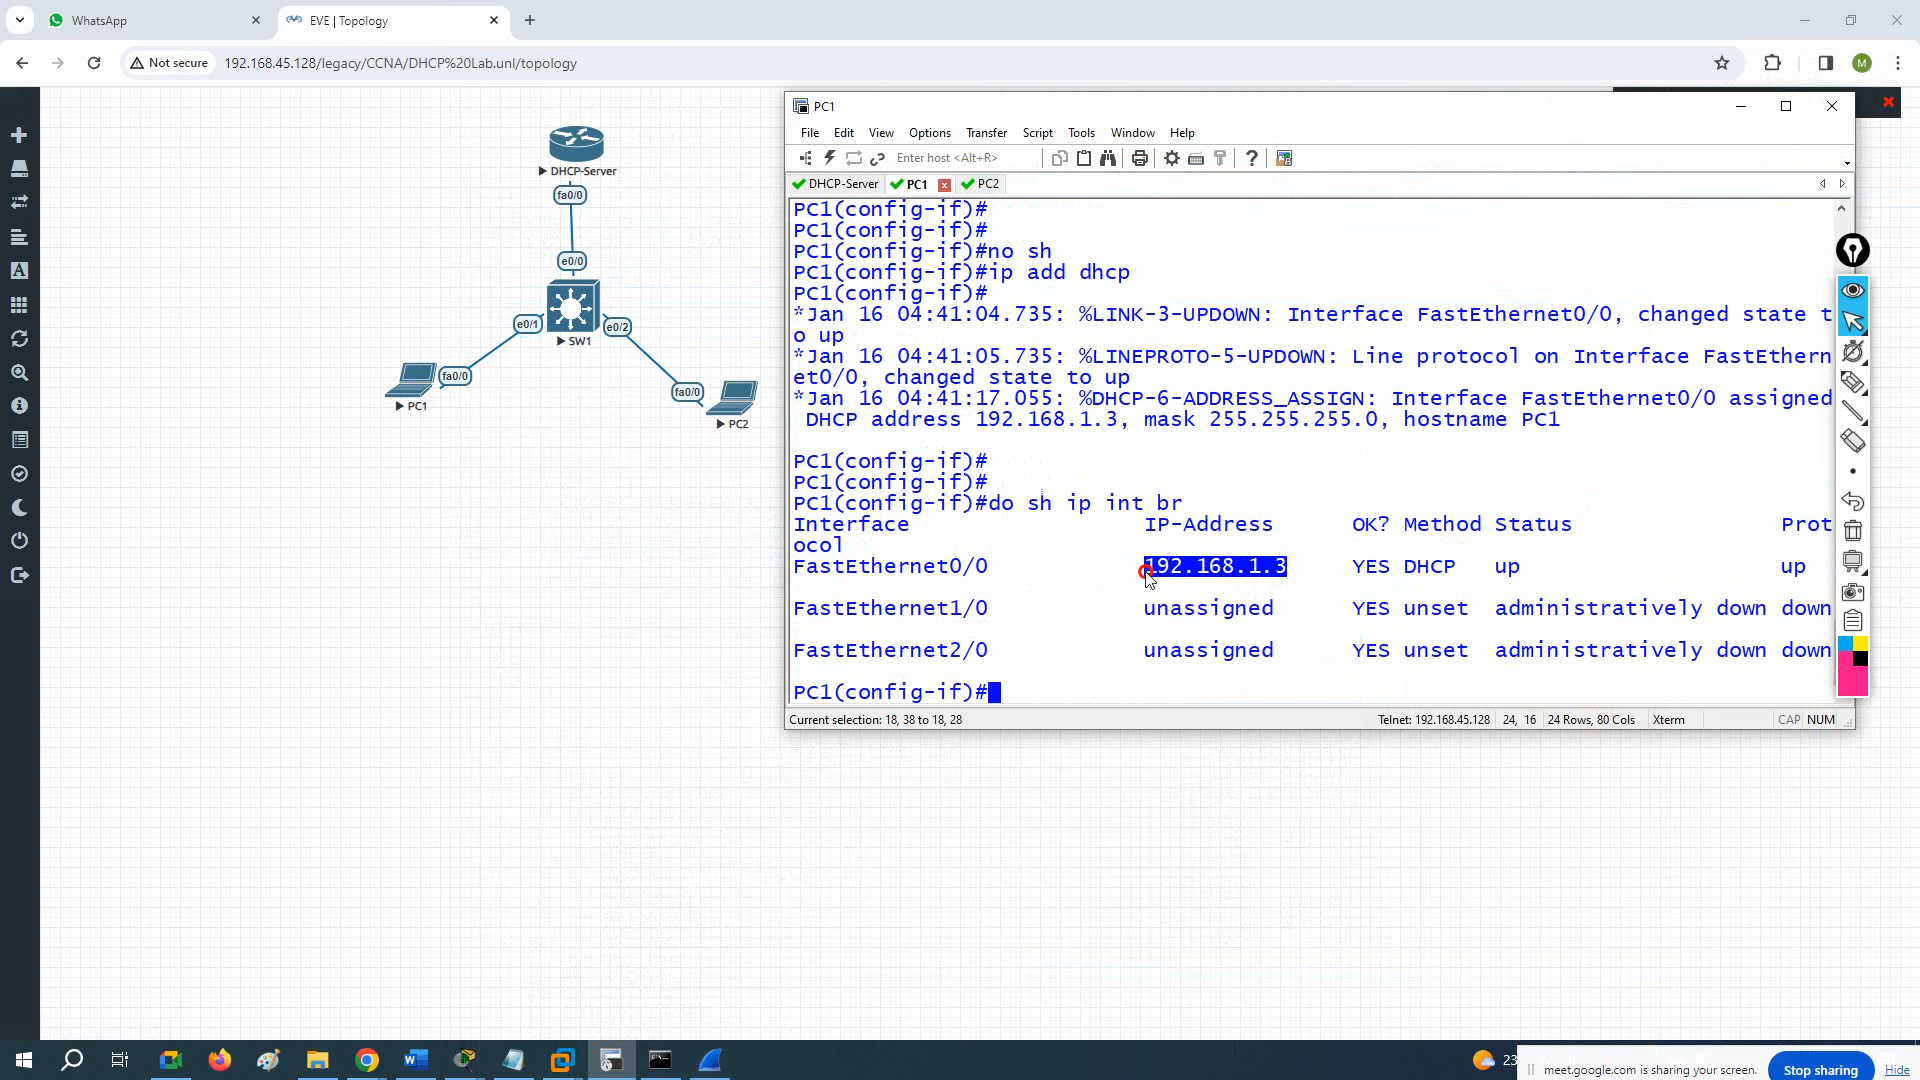 WhatsApp
EVE | Topology
Not secure
192.168.45.128/legacy/CCNA/DHCP%20Lab.unl/topology
M
DHCP-Server
fa0/0
e0/0
e0/1
e0/2
SW1
fa0/0
PC1
fa0/0
PC2
PC1
File Edit View Options Transfer Script Tools Window Help
Enter host <Alt+R>
DHCP-Server PC1 PC2
PC1(config-if)#
PC1(config-if)#
PC1(config-if)#no sh
PC1(config-if)#ip add dhcp
PC1(config-if)#
*Jan 16 04:41:04.735: %LINK-3-UPDOWN: Interface FastEthernet0/0, changed state t
o up
*Jan 16 04:41:05.735: %LINEPROTO-5-UPDOWN: Line protocol on Interface FastEthern
et0/0, changed state to up
*Jan 16 04:41:17.055: %DHCP-6-ADDRESS_ASSIGN: Interface FastEthernet0/0 assigned
DHCP address 192.168.1.3, mask 255.255.255.0, hostname PC1
PC1(config-if)#
PC1(config-if)#
PC1(config-if)#do sh ip int br
Interface IP-Address OK? Method Status Prot
ocol
FastEthernet0/0 192.168.1.3 YES DHCP up up
FastEthernet1/0 unassigned YES unset administratively down down
FastEthernet2/0 unassigned YES unset administratively down down
PC1(config-if)#
Current selection: 18, 38 to 18, 28 Telnet: 192.168.45.128 24, 16 24 Rows, 80 Cols Xterm CAP NUM
23
meet.google.com is sharing your screen. Stop sharing Hide